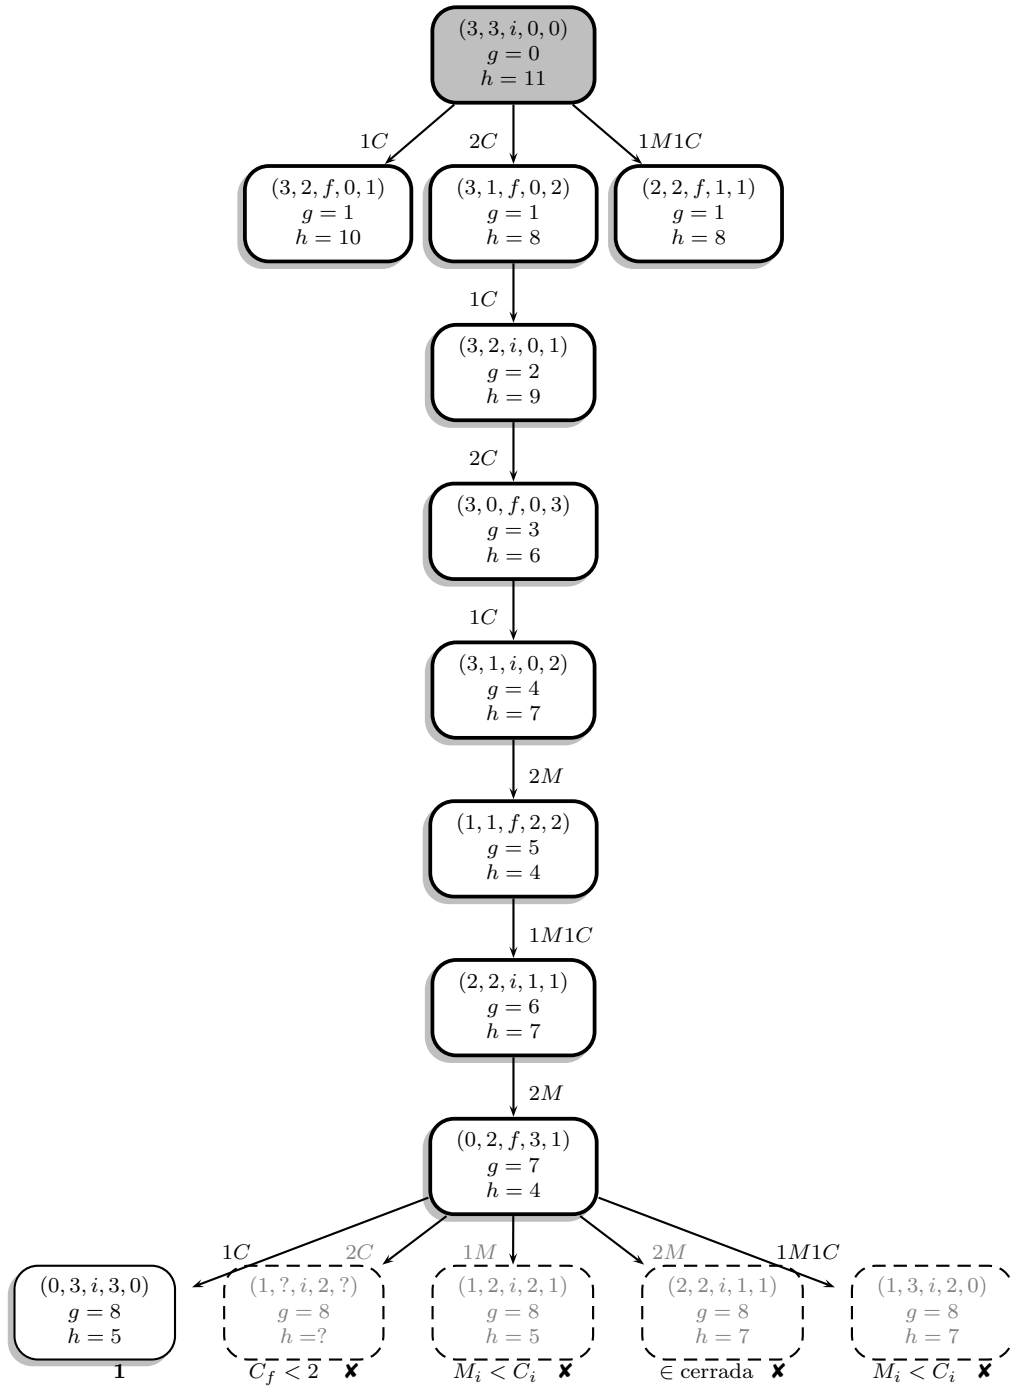 (3, 3, i, 0, 0)
g = 0
h = 11
1C
2C
1M1C
(3, 2, f, 0, 1)
g = 1
h = 10
(3, 1, f, 0, 2)
g = 1
h = 8
(2, 2, f, 1, 1)
g = 1
h = 8
1C
(3, 2, i, 0, 1)
g = 2
h = 9
2C
(3, 0, f, 0, 3)
g = 3
h = 6
1C
(3, 1, i, 0, 2)
g = 4
h = 7
2M
(1, 1, f, 2, 2)
g = 5
h = 4
1M1C
(2, 2, i, 1, 1)
g = 6
h = 7
2M
(0, 2, f, 3, 1)
g = 7
h = 4
1C
2C
1M
2M
1M1C
(0, 3, i, 3, 0)
g = 8
h = 5
1
(1, ?, i, 2, ?)
g = 8
h =?
C_f < 2 ✘
(1, 2, i, 2, 1)
g = 8
h = 5
M_i < C_i ✘
(2, 2, i, 1, 1)
g = 8
h = 7
∈ cerrada ✘
(1, 3, i, 2, 0)
g = 8
h = 7
M_i < C_i ✘